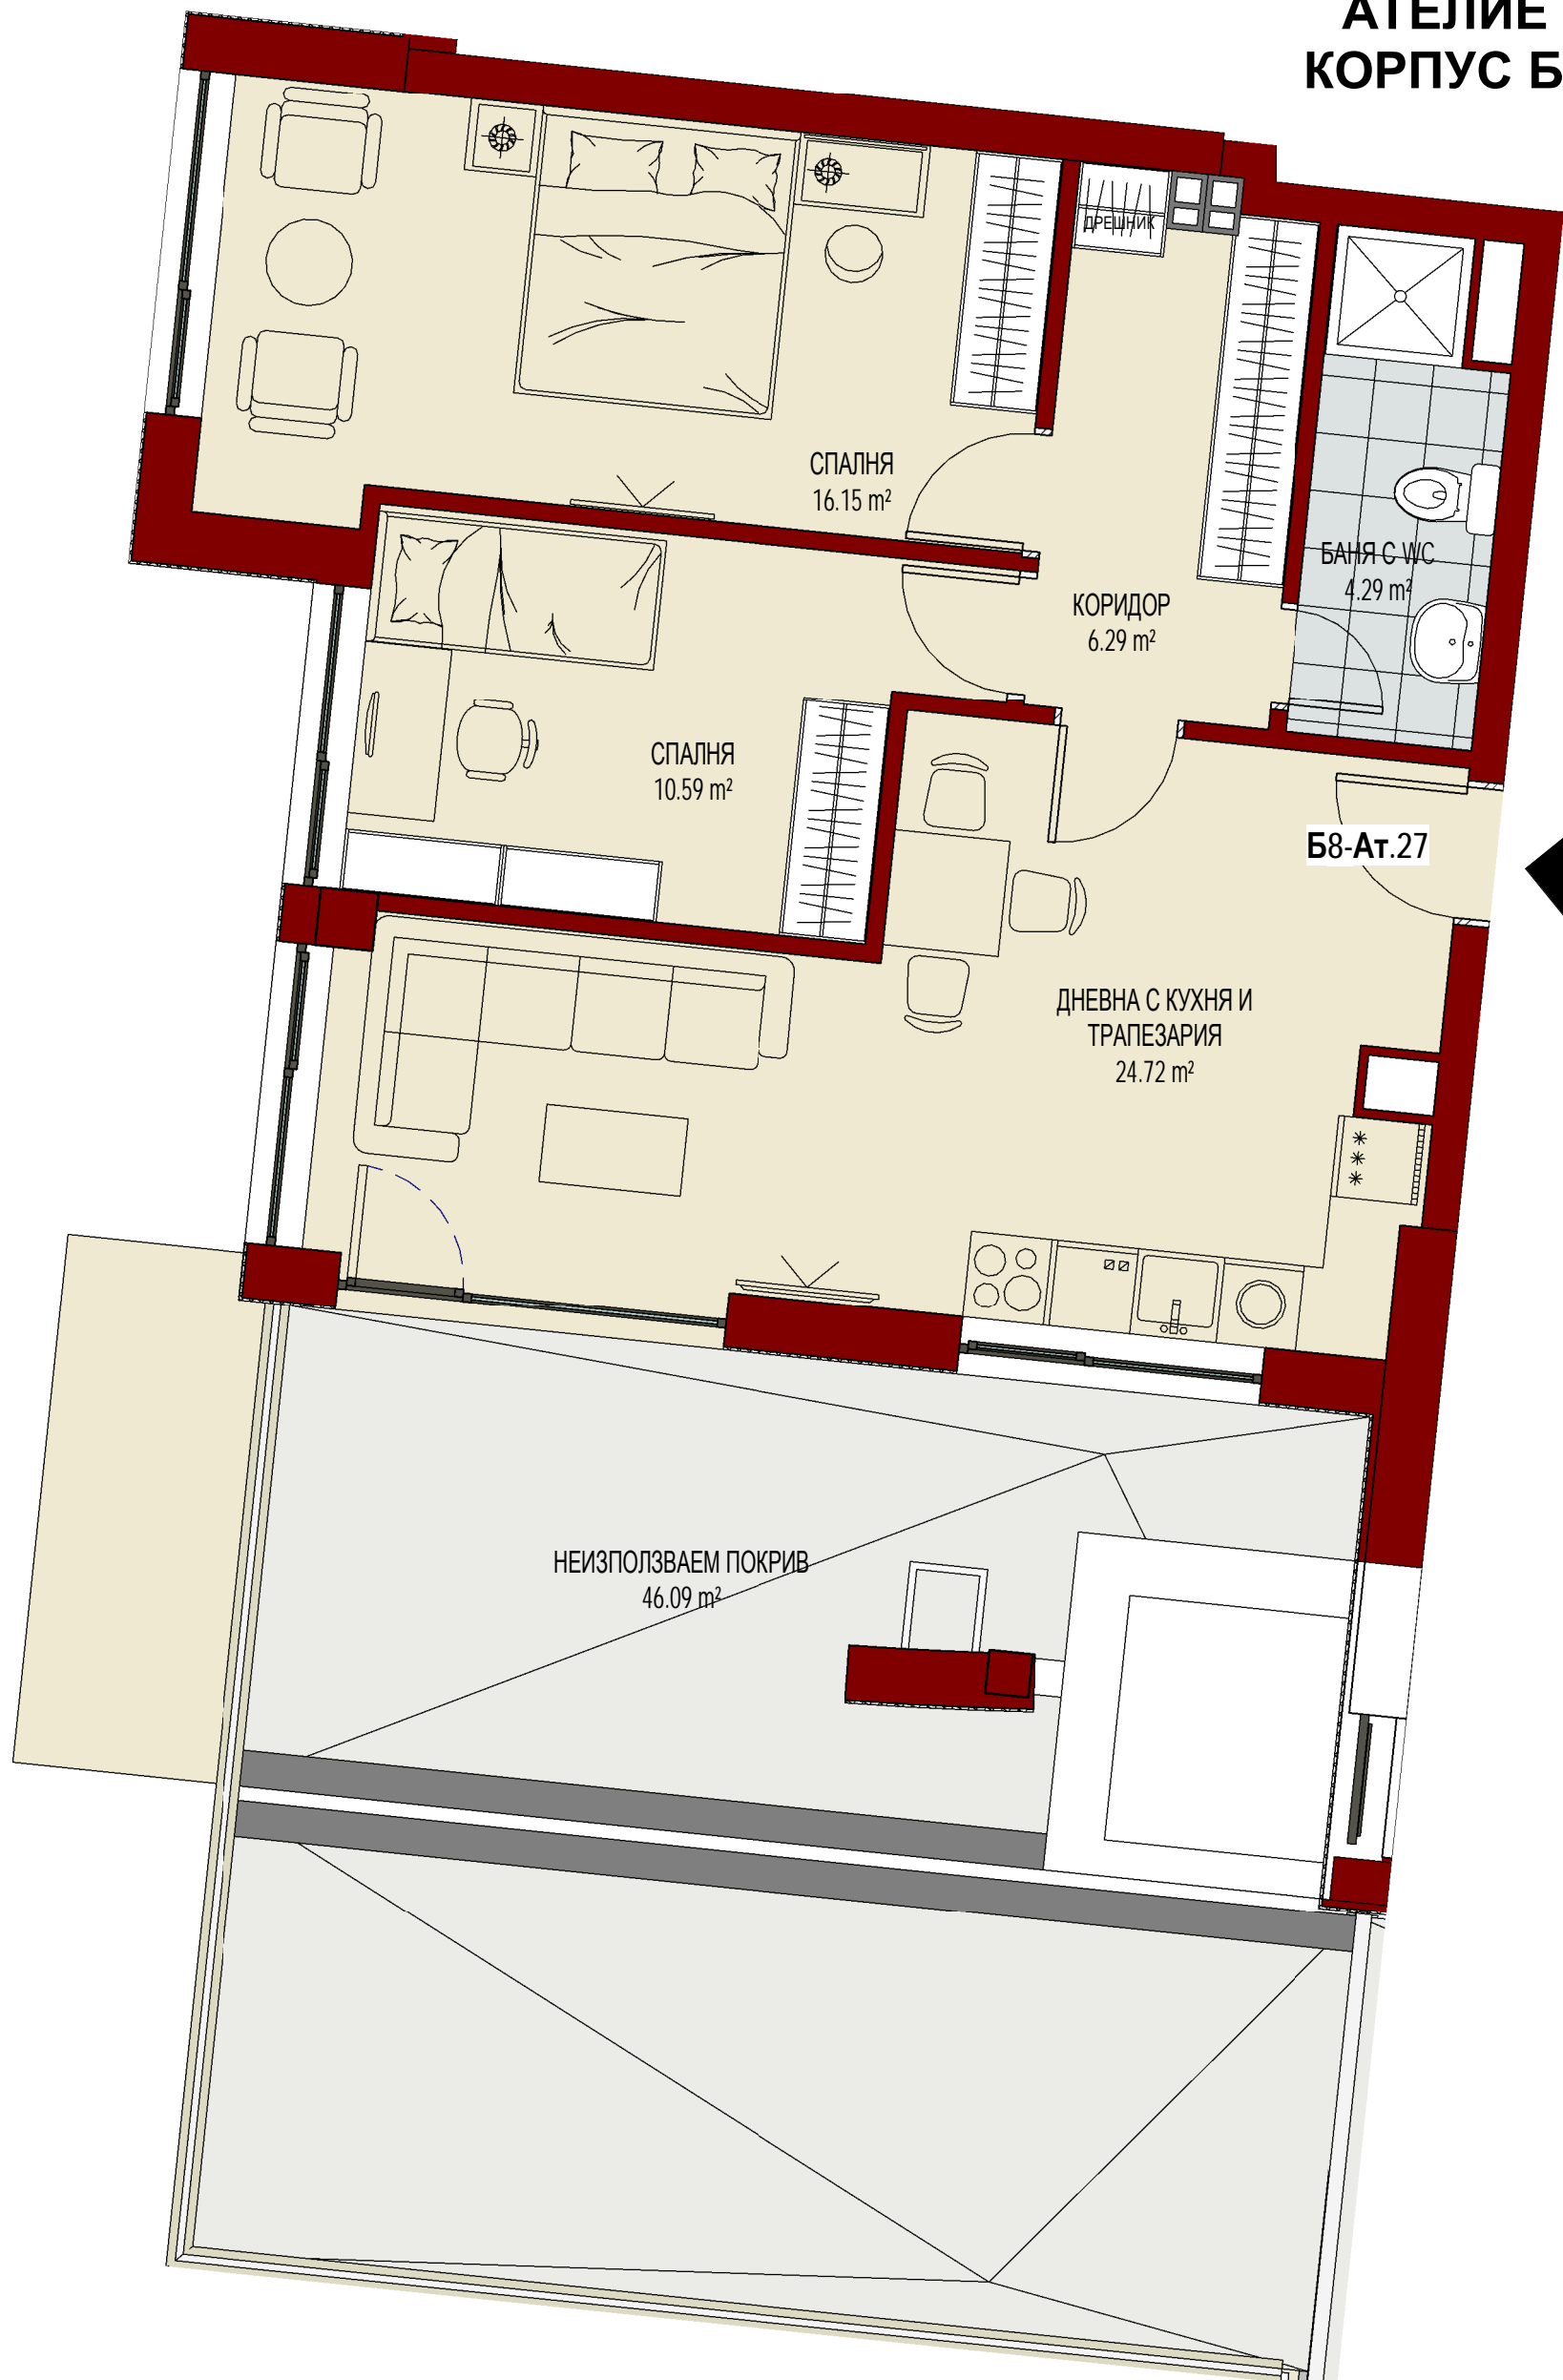 АТЕЛИЕ
КОРПУС Б
ДРЕШНИК
СПАЛНЯ
16.15 m²
БАНЯ С WC
4.29 m²
КОРИДОР
6.29 m²
СПАЛНЯ
10.59 m²
Б8-Ат.27
ДНЕВНА С КУХНЯ И
ТРАПЕЗАРИЯ
24.72 m²
НЕИЗПОЛЗВАЕМ ПОКРИВ
46.09 m²